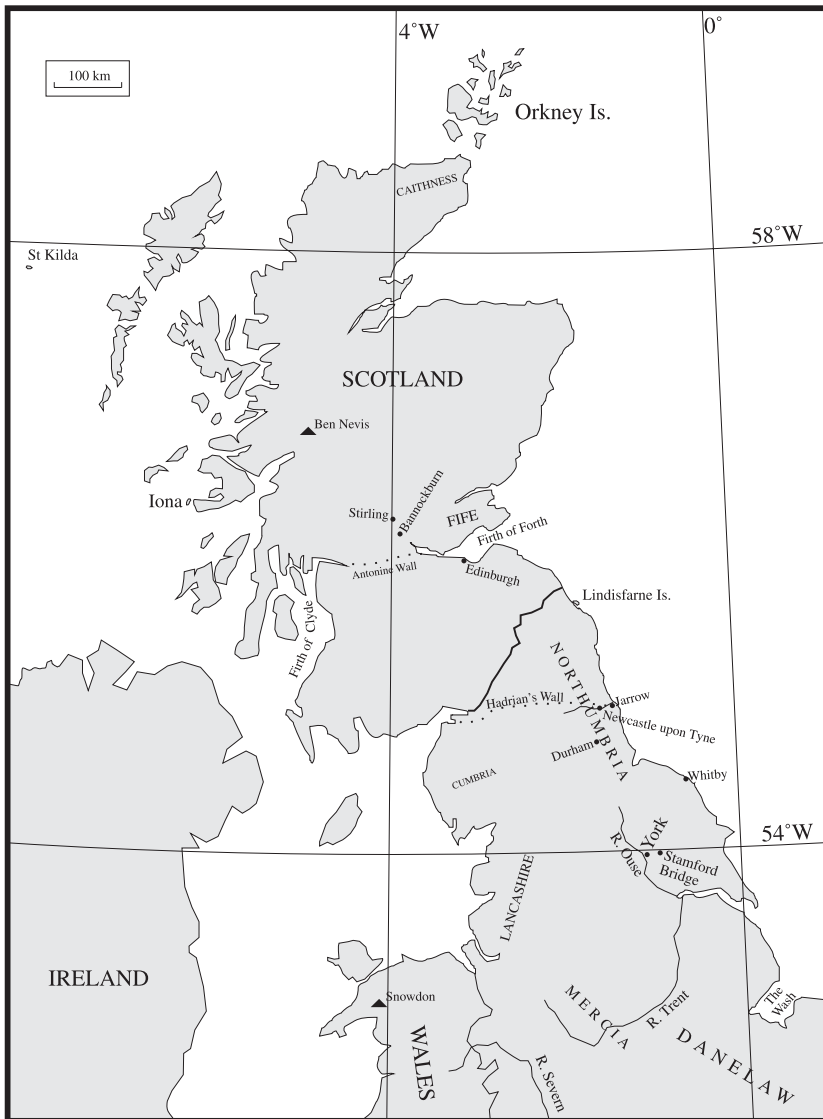 4˚W
0˚
100 km
Orkney Is.
CAITHNESS
58˚W
St Kilda
SCOTLAND
Ben Nevis
Iona
Stirling
Bannockburn
FIFE
Firth of Forth
Antonine Wall
Edinburgh
Lindisfarne Is.
Firth of Clyde
NORTHUMBRIA
Hadrian's Wall
Jarrow
Newcastle upon Tyne
Durham
CUMBRIA
Whitby
54˚W
York
R. Ouse
Stamford
Bridge
LANCASHIRE
IRELAND
Snowdon
MERCIA
R. Trent
The
Wash
WALES
R. Severn
DANELAW